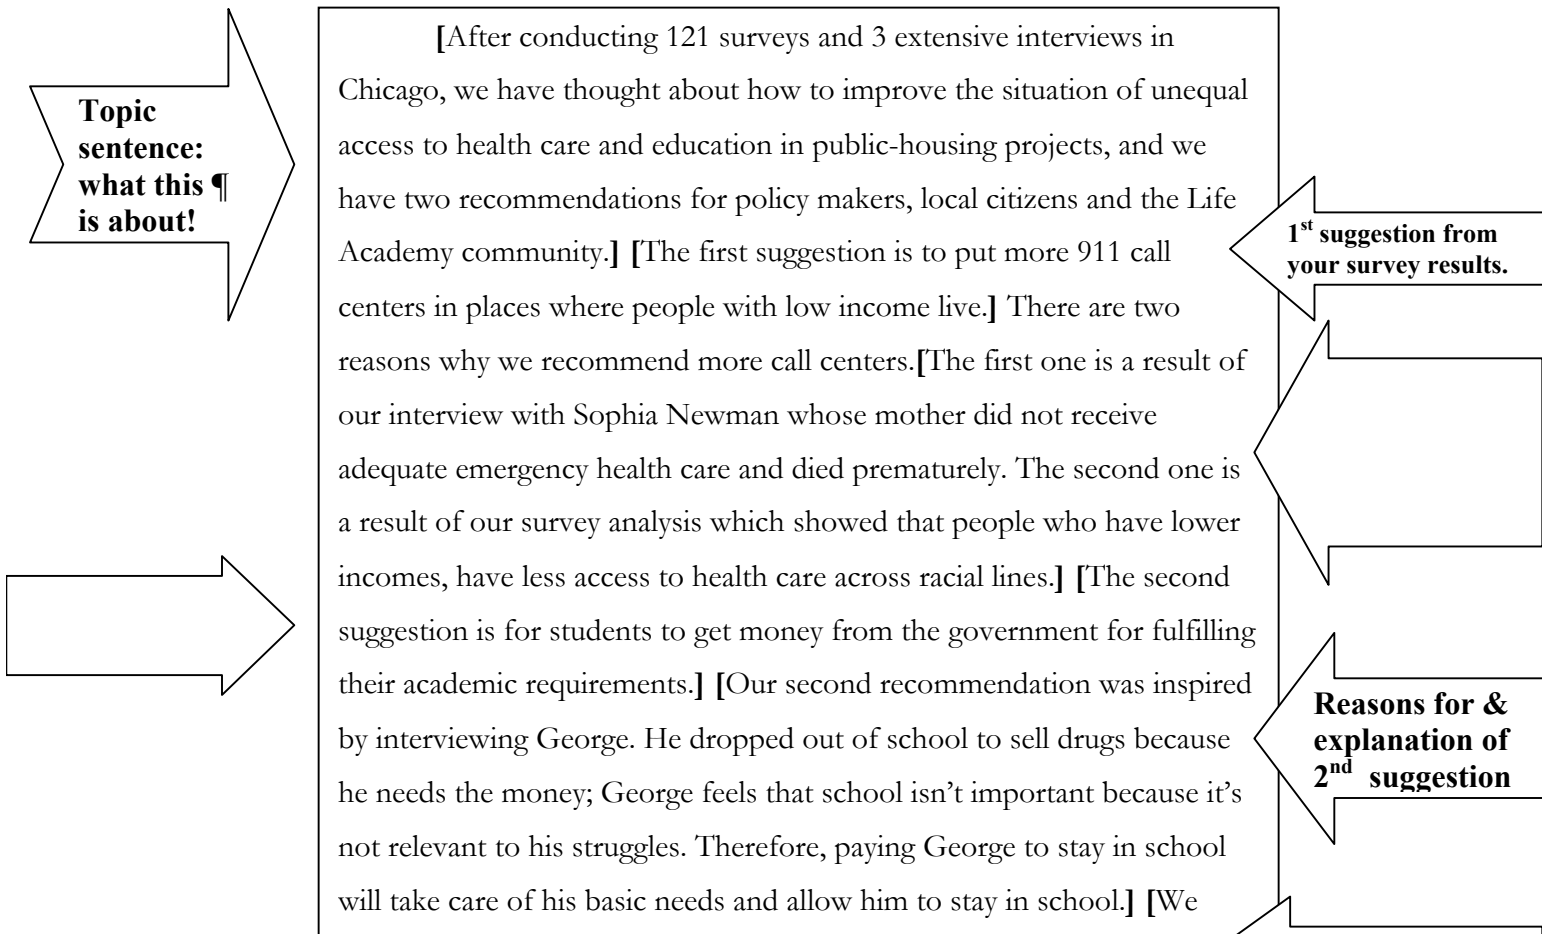 Topic
sentence:
what this ¶
is about!
[After conducting 121 surveys and 3 extensive interviews in
Chicago, we have thought about how to improve the situation of unequal
access to health care and education in public-housing projects, and we
have two recommendations for policy makers, local citizens and the Life
Academy community.] [The first suggestion is to put more 911 call
centers in places where people with low income live.] There are two
reasons why we recommend more call centers.[The first one is a result of
our interview with Sophia Newman whose mother did not receive
adequate emergency health care and died prematurely. The second one is
a result of our survey analysis which showed that people who have lower
incomes, have less access to health care across racial lines.] [The second
suggestion is for students to get money from the government for fulfilling
their academic requirements.] [Our second recommendation was inspired
by interviewing George. He dropped out of school to sell drugs because
he needs the money; George feels that school isn't important because it's
not relevant to his struggles. Therefore, paying George to stay in school
will take care of his basic needs and allow him to stay in school.] [We
1st suggestion from
your survey results.
Reasons for &
explanation of
2nd suggestion